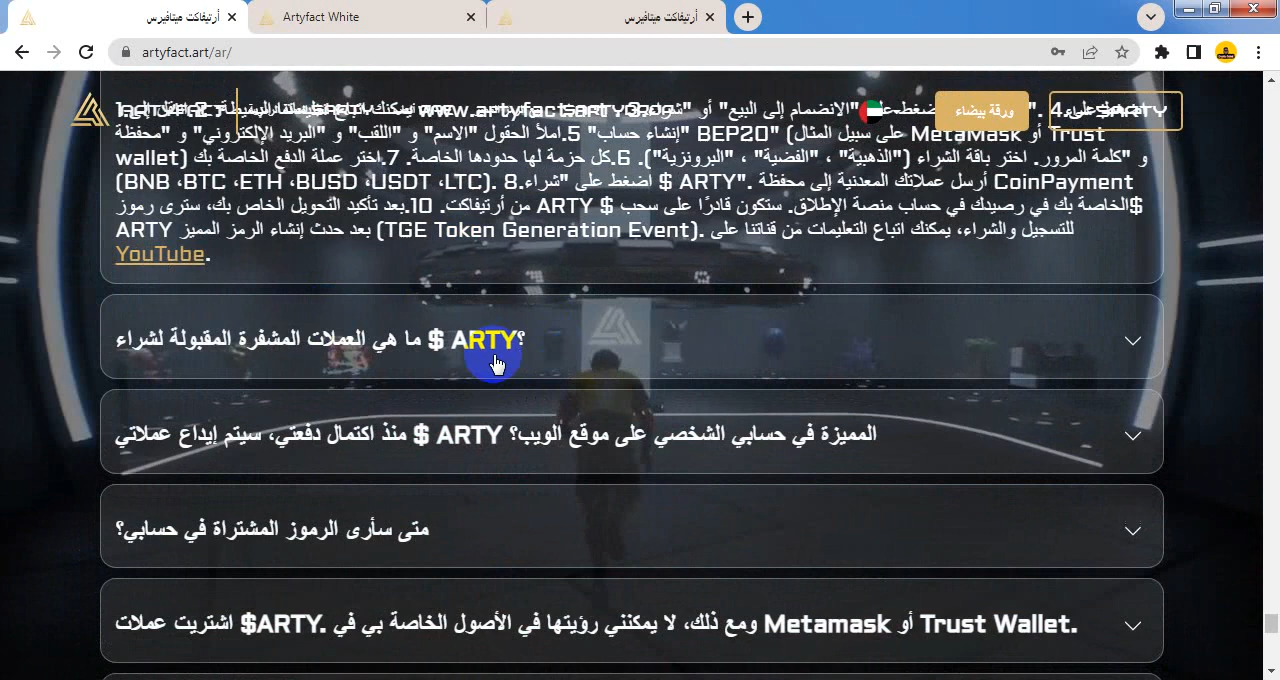 أرتيفاكت ميتافيرس
Artyfact White
أرتيفاكت ميتافيرس
artyfact.art/ar/
ورقة بيضاء
www.artyfact.art
"الانضمام إلى البيع" أو "شراء
"إنشاء حساب" 5.املأ الحقول "الاسم" و "اللقب" و "البريد الإلكتروني" و "محفظة BEP20" (على سبيل المثال MetaMask أو Trust
wallet) و "كلمة المرور. اختر باقة الشراء ("الذهبية" ، "الفضية" ، "البرونزية"). 6.كل حزمة لها حدودها الخاصة. 7.اختر عملة الدفع الخاصة بك
(BNB ،BTC ،ETH ،BUSD ،USDT ،LTC). 8.اضغط على "شراء $ ARTY". أرسل عملاتك المعدنية إلى محفظة CoinPayment
الخاصة بك في رصيدك في حساب منصة الإطلاق. ستكون قادرًا على سحب $ ARTY من أرتيفاكت. 10.بعد تأكيد التحويل الخاص بك، سترى رموز$
ARTY بعد حدث إنشاء الرمز المميز (TGE Token Generation Event). للتسجيل والشراء، يمكنك اتباع التعليمات من قناتنا على
YouTube.
ما هي العملات المشفرة المقبولة لشراء $ ARTY؟
منذ اكتمال دفعتي، سيتم إيداع عملاتي $ ARTY المميزة في حسابي الشخصي على موقع الويب؟
متى سأرى الرموز المشتراة في حسابي؟
اشتريت عملات $ARTY. ومع ذلك، لا يمكنني رؤيتها في الأصول الخاصة بي في Metamask أو Trust Wallet.